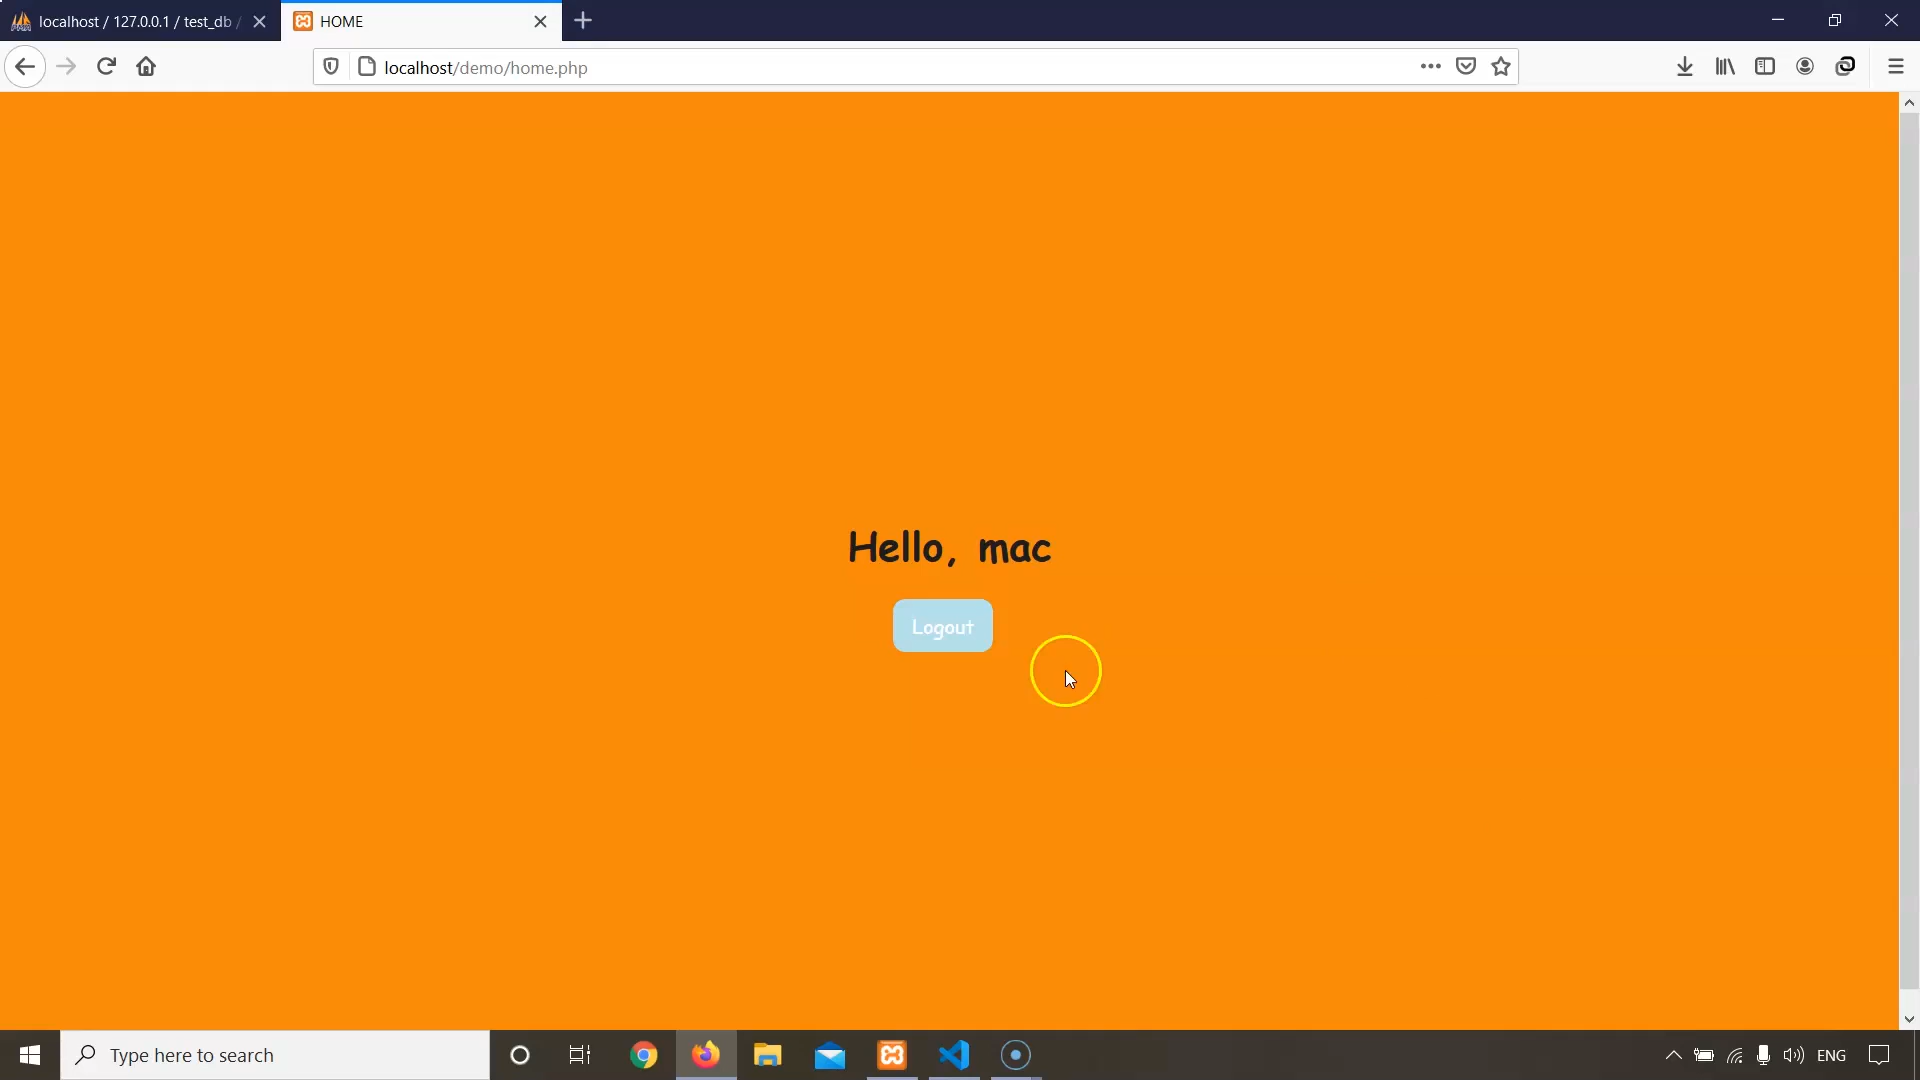 localhost / 127.0.0.1 / test_db /
HOME
localhost/demo/home.php
Hello, mac
Logout
Type here to search
ENG